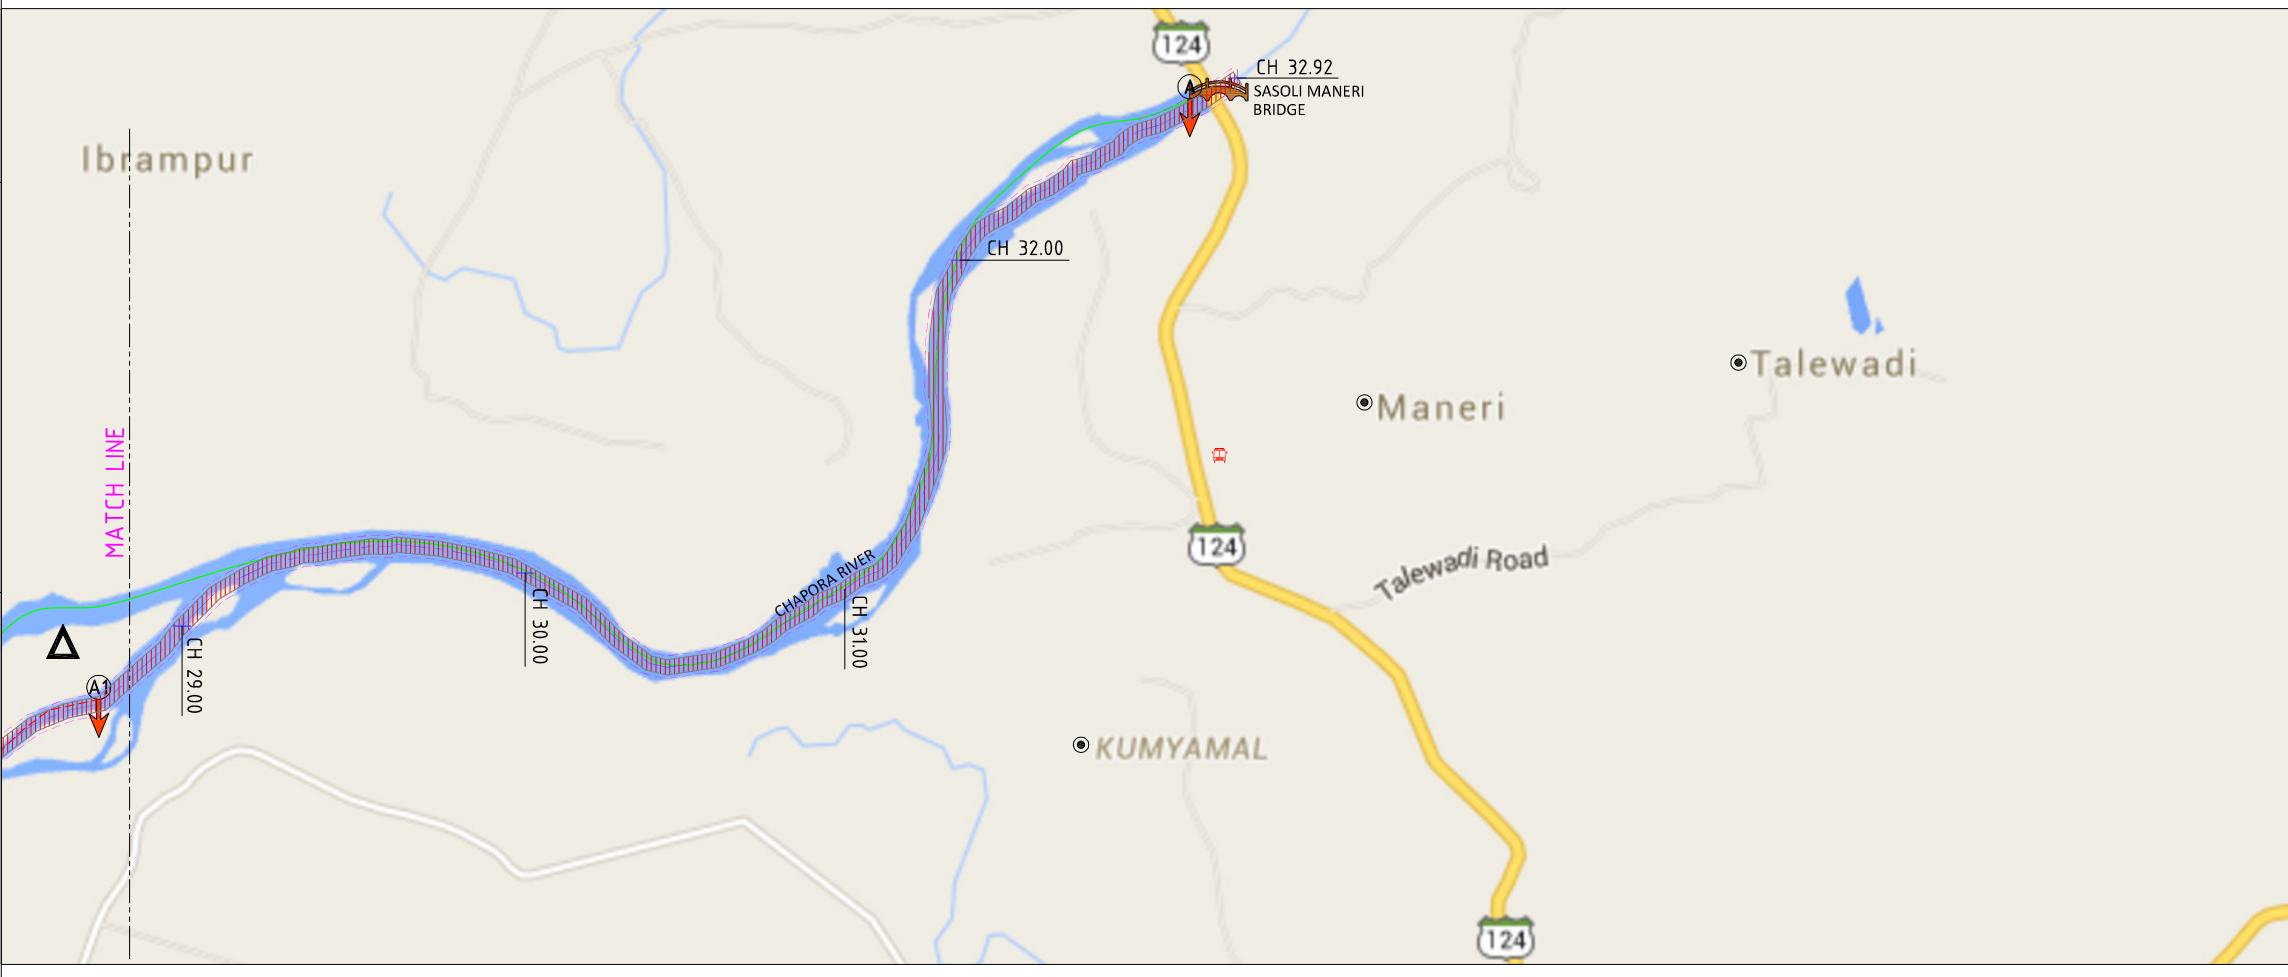 124
CH 32.92
A
SASOLI MANERI
BRIDGE
Ibrampur
CH 32.00
Talewadi
Maneri
MATCH LINE
124
CHAPORA RIVER
Talewadi Road
CH 30.00
CH 31.00
CH 29.00
A1
KUMYAMAL
124